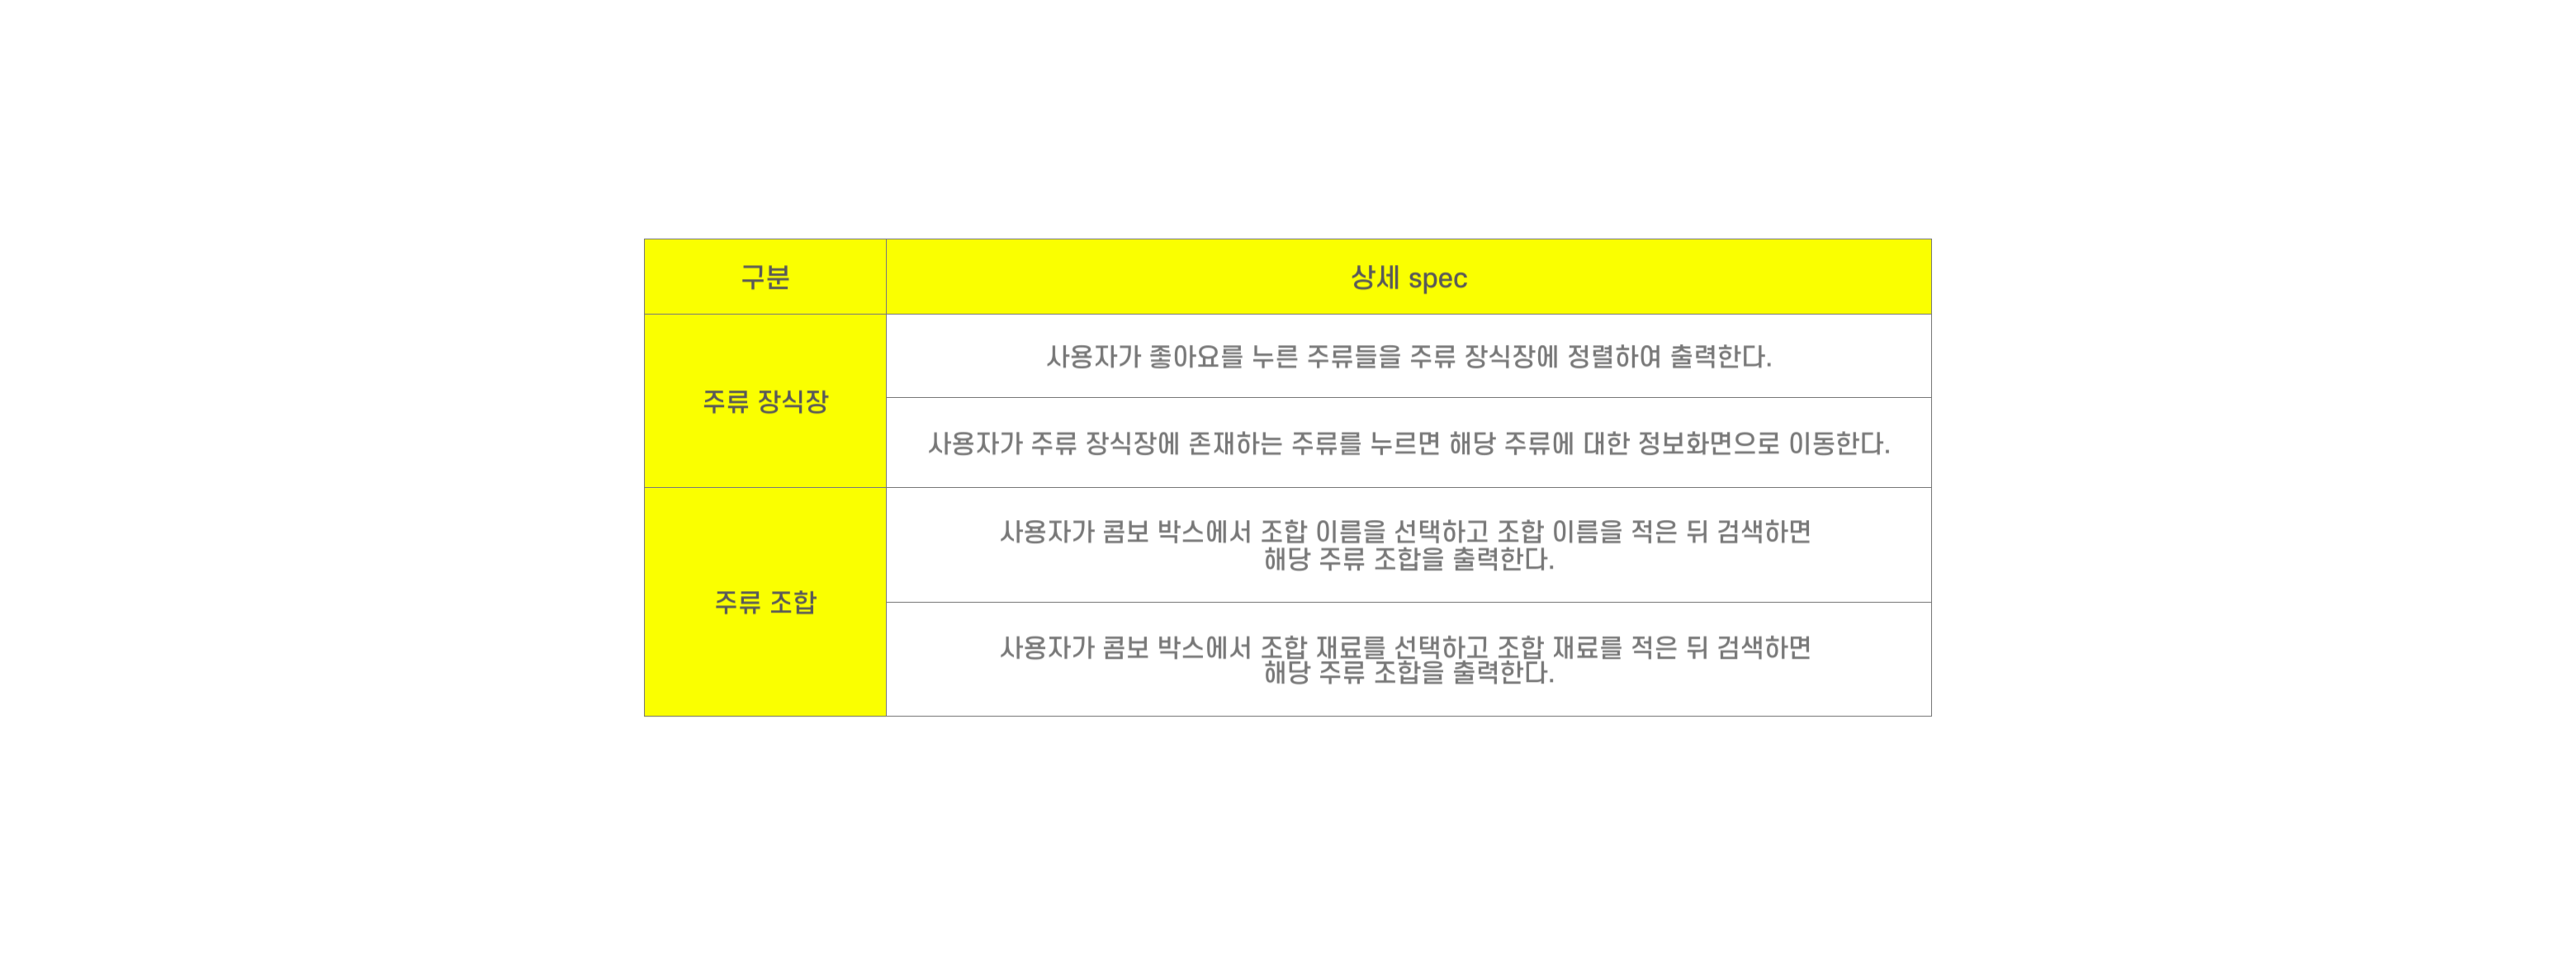 구분
상세 spec
주류 장식장
사용자가 좋아요를 누른 주류들을 주류 장식장에 정렬하여 출력한다.
사용자가 주류 장식장에 존재하는 주류를 누르면 해당 주류에 대한 정보화면으로 이동한다.
주류 조합
사용자가 콤보 박스에서 조합 이름을 선택하고 조합 이름을 적은 뒤 검색하면
해당 주류 조합을 출력한다.
사용자가 콤보 박스에서 조합 재료를 선택하고 조합 재료를 적은 뒤 검색하면
해당 주류 조합을 출력한다.